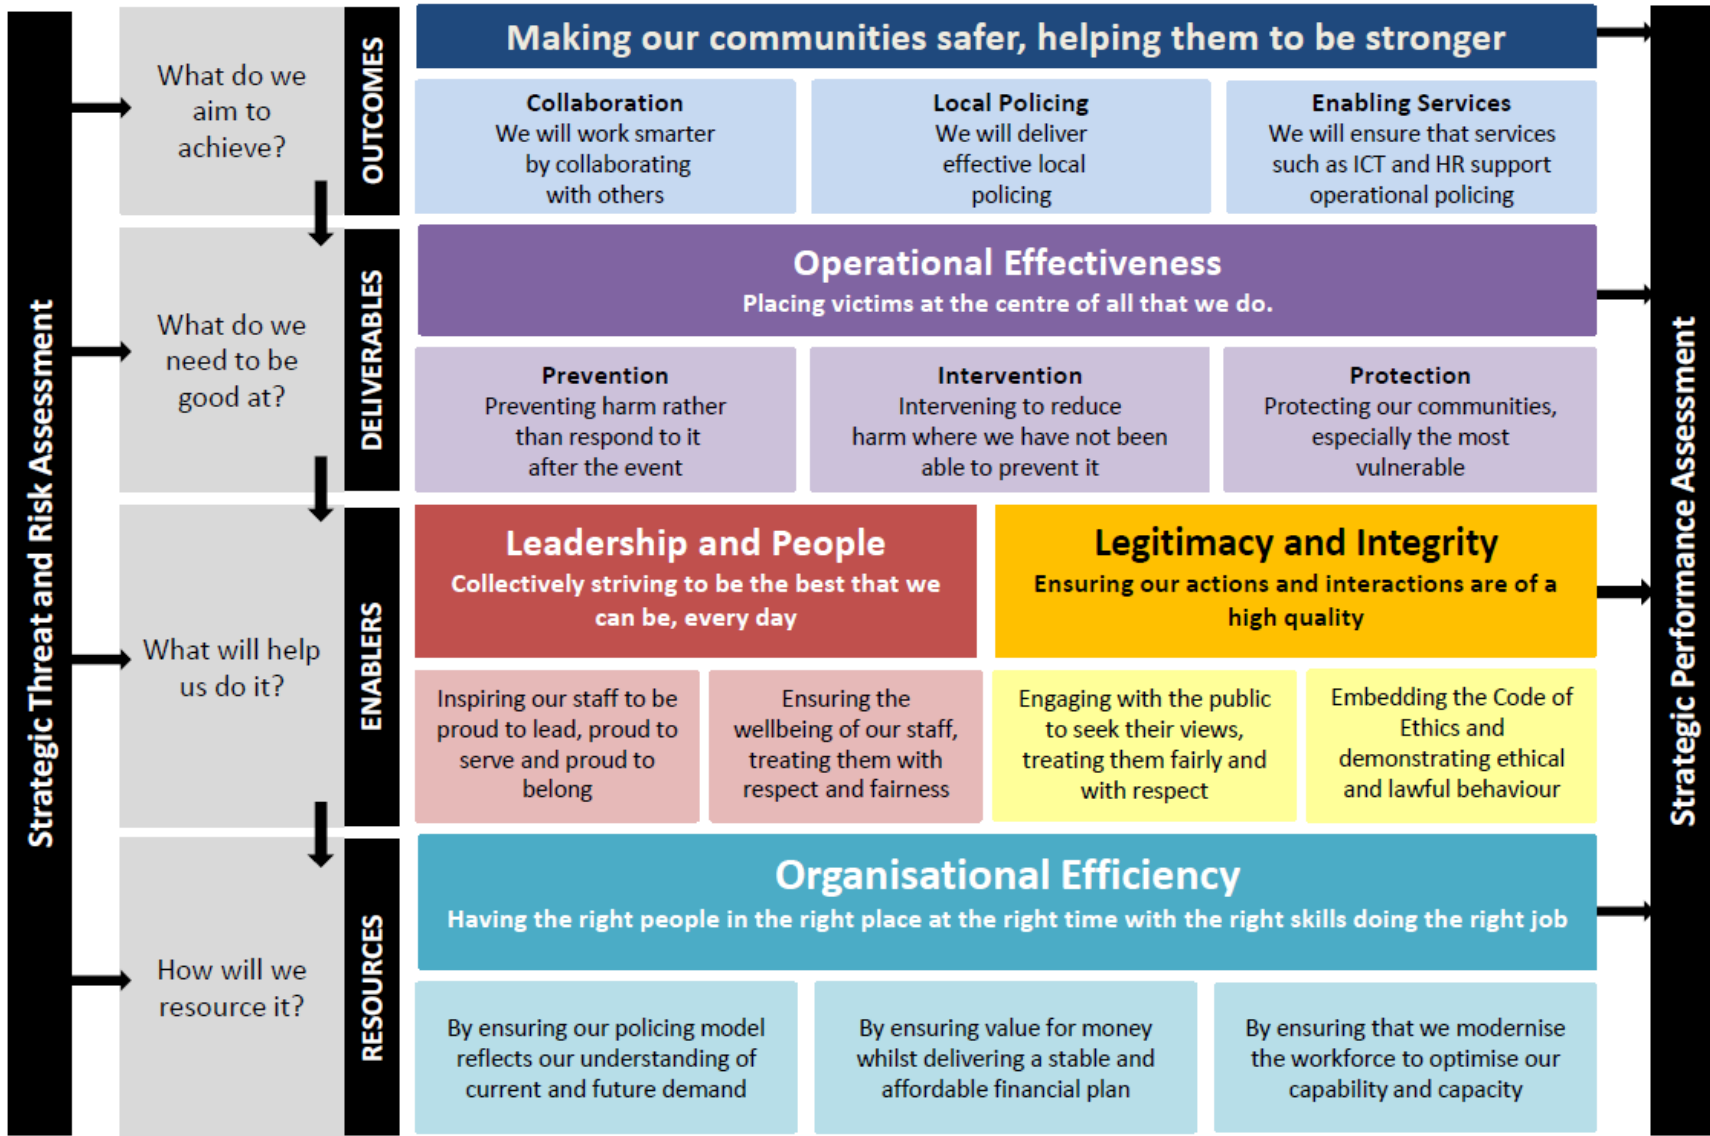 Strategic Threat and Risk Assessment
What do we
aim to
achieve?
OUTCOMES
Making our communities safer, helping them to be stronger
Collaboration
We will work smarter
by collaborating
with others
Local Policing
We will deliver
effective local
policing
Enabling Services
We will ensure that services
such as ICT and HR support
operational policing
What do we
need to be
good at?
DELIVERABLES
Operational Effectiveness
Placing victims at the centre of all that we do.
Prevention
Preventing harm rather
than respond to it
after the event
Intervention
Intervening to reduce
harm where we have not been
able to prevent it
Protection
Protecting our communities,
especially the most
vulnerable
What will help
us do it?
ENABLERS
Leadership and People
Collectively striving to be the best that we
can be, every day
Legitimacy and Integrity
Ensuring our actions and interactions are of a
high quality
Inspiring our staff to be
proud to lead, proud to
serve and proud to
belong
Ensuring the
wellbeing of our staff,
treating them with
respect and fairness
Engaging with the public
to seek their views,
treating them fairly and
with respect
Embedding the Code of
Ethics and
demonstrating ethical
and lawful behaviour
How will we
resource it?
RESOURCES
Organisational Efficiency
Having the right people in the right place at the right time with the right skills doing the right job
By ensuring our policing model
reflects our understanding of
current and future demand
By ensuring value for money
whilst delivering a stable and
affordable financial plan
By ensuring that we modernise
the workforce to optimise our
capability and capacity
Strategic Performance Assessment